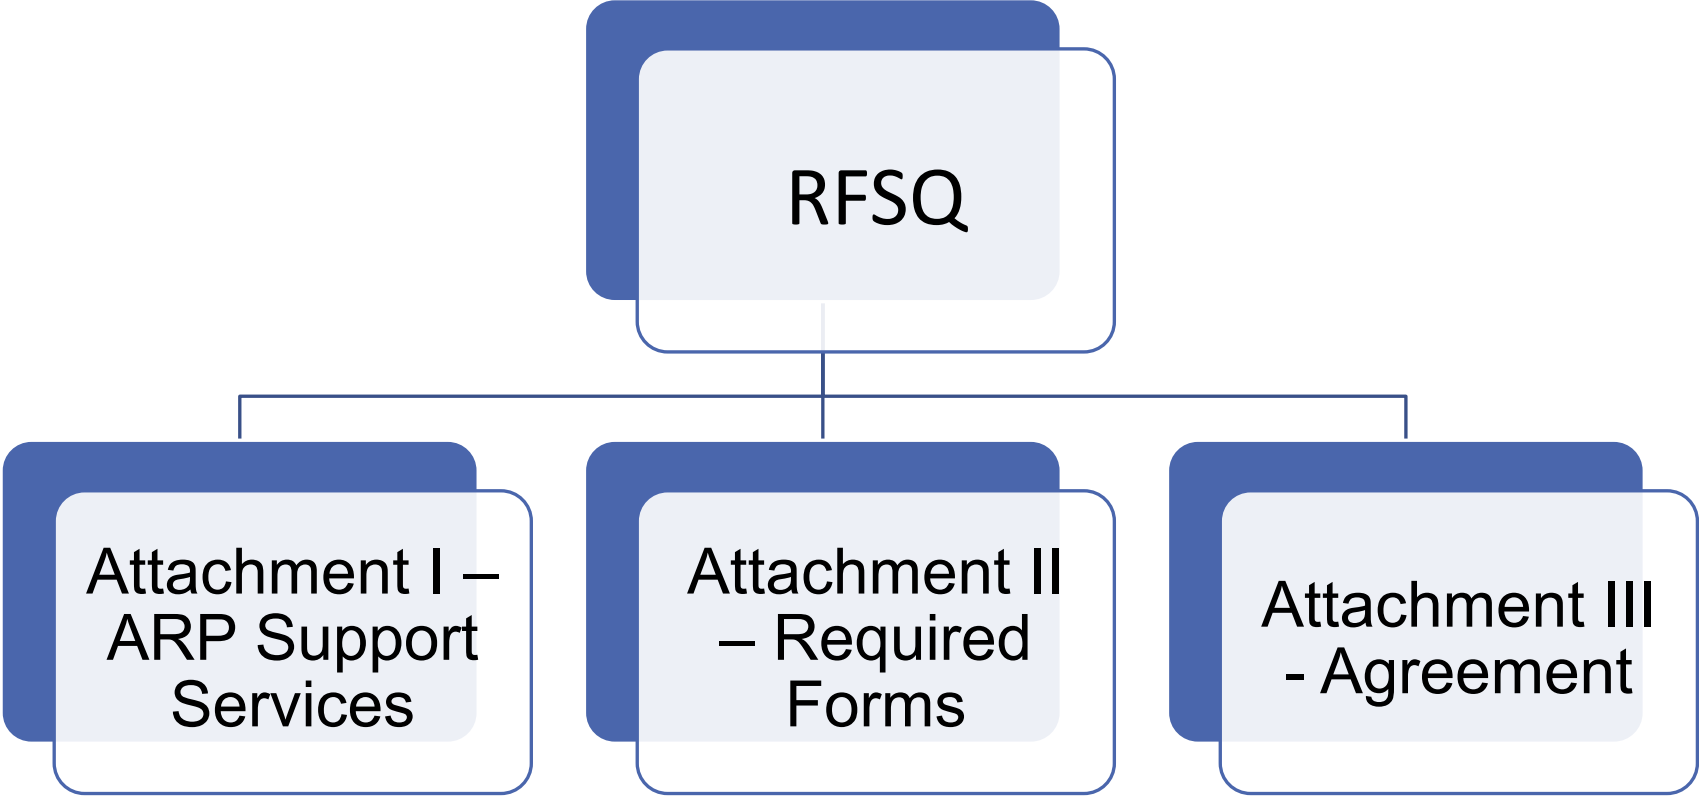 RFSQ
Attachment I –
ARP Support
Services
Attachment II
– Required
Forms
Attachment III
- Agreement